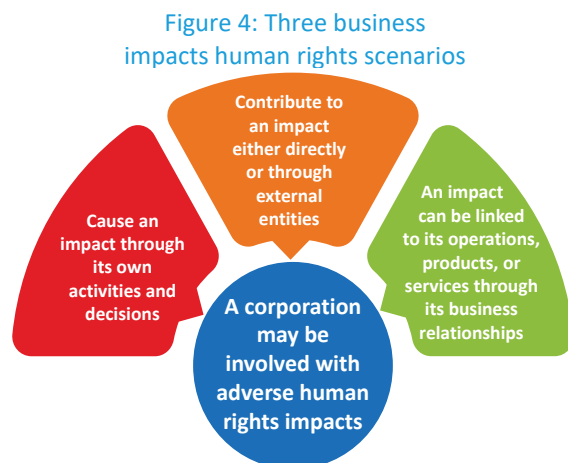 Figure 4: Three business
impacts human rights scenarios
Contribute to
an impact
either directly
or through
external
entities
Cause an
impact through
its own
activities and
decisions
An impact
can be linked
to its operations,
products, or
services through
its business
relationships
A corporation
may be
involved with
adverse human
rights impacts